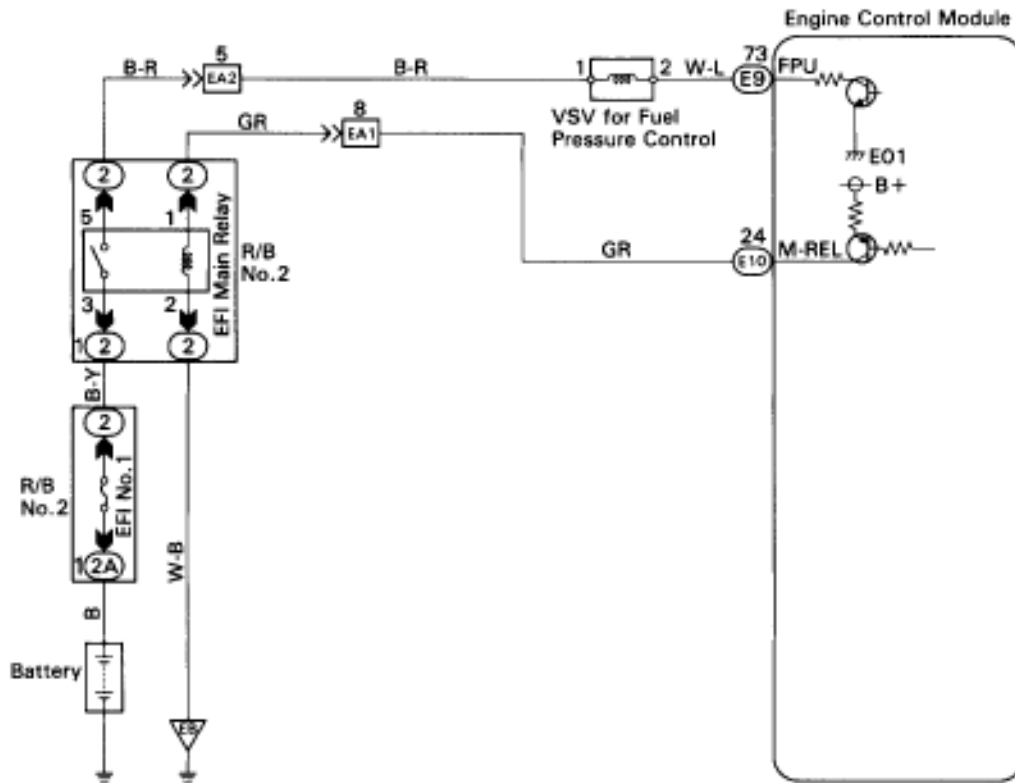 Engine Control Module
B-R
5
EA2
B-R
1
2
W-L
73
E9
FPU
VSV for Fuel
Pressure Control
GR
8
EA1
E01
B+
GR
24
E10
M-REL
2
2
5
1
R/B
No.2
EFI Main Relay
3
2
1
2
2
B-Y
2
R/B
No.2
EFI No.1
1
2A
W-B
B
Battery
EB